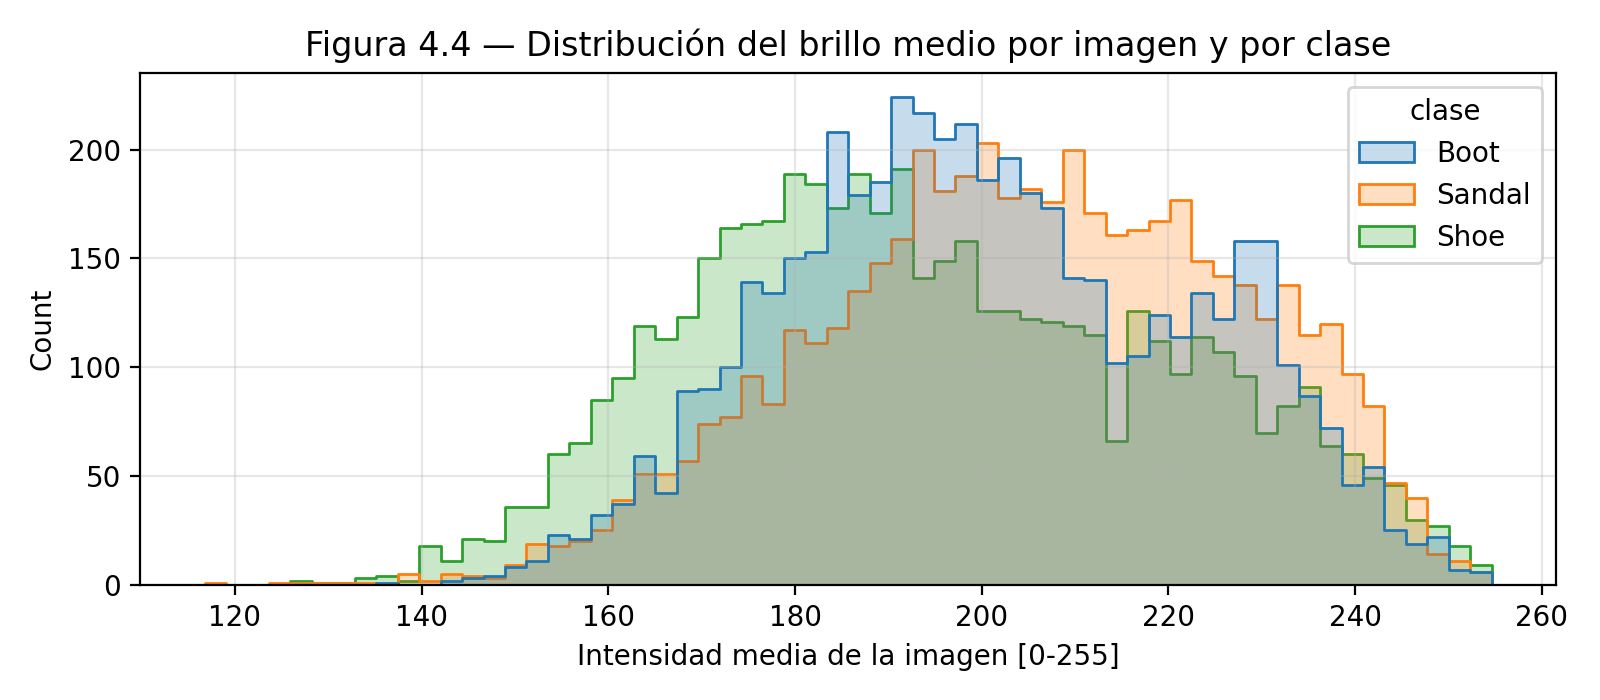 Figura 4.4 — Distribución del brillo medio por imagen y por clase
clase
Boot
Sandal
Shoe
Count
200
150
100
50
0
120 140 160 180 200 220 240 260
Intensidad media de la imagen [0-255]